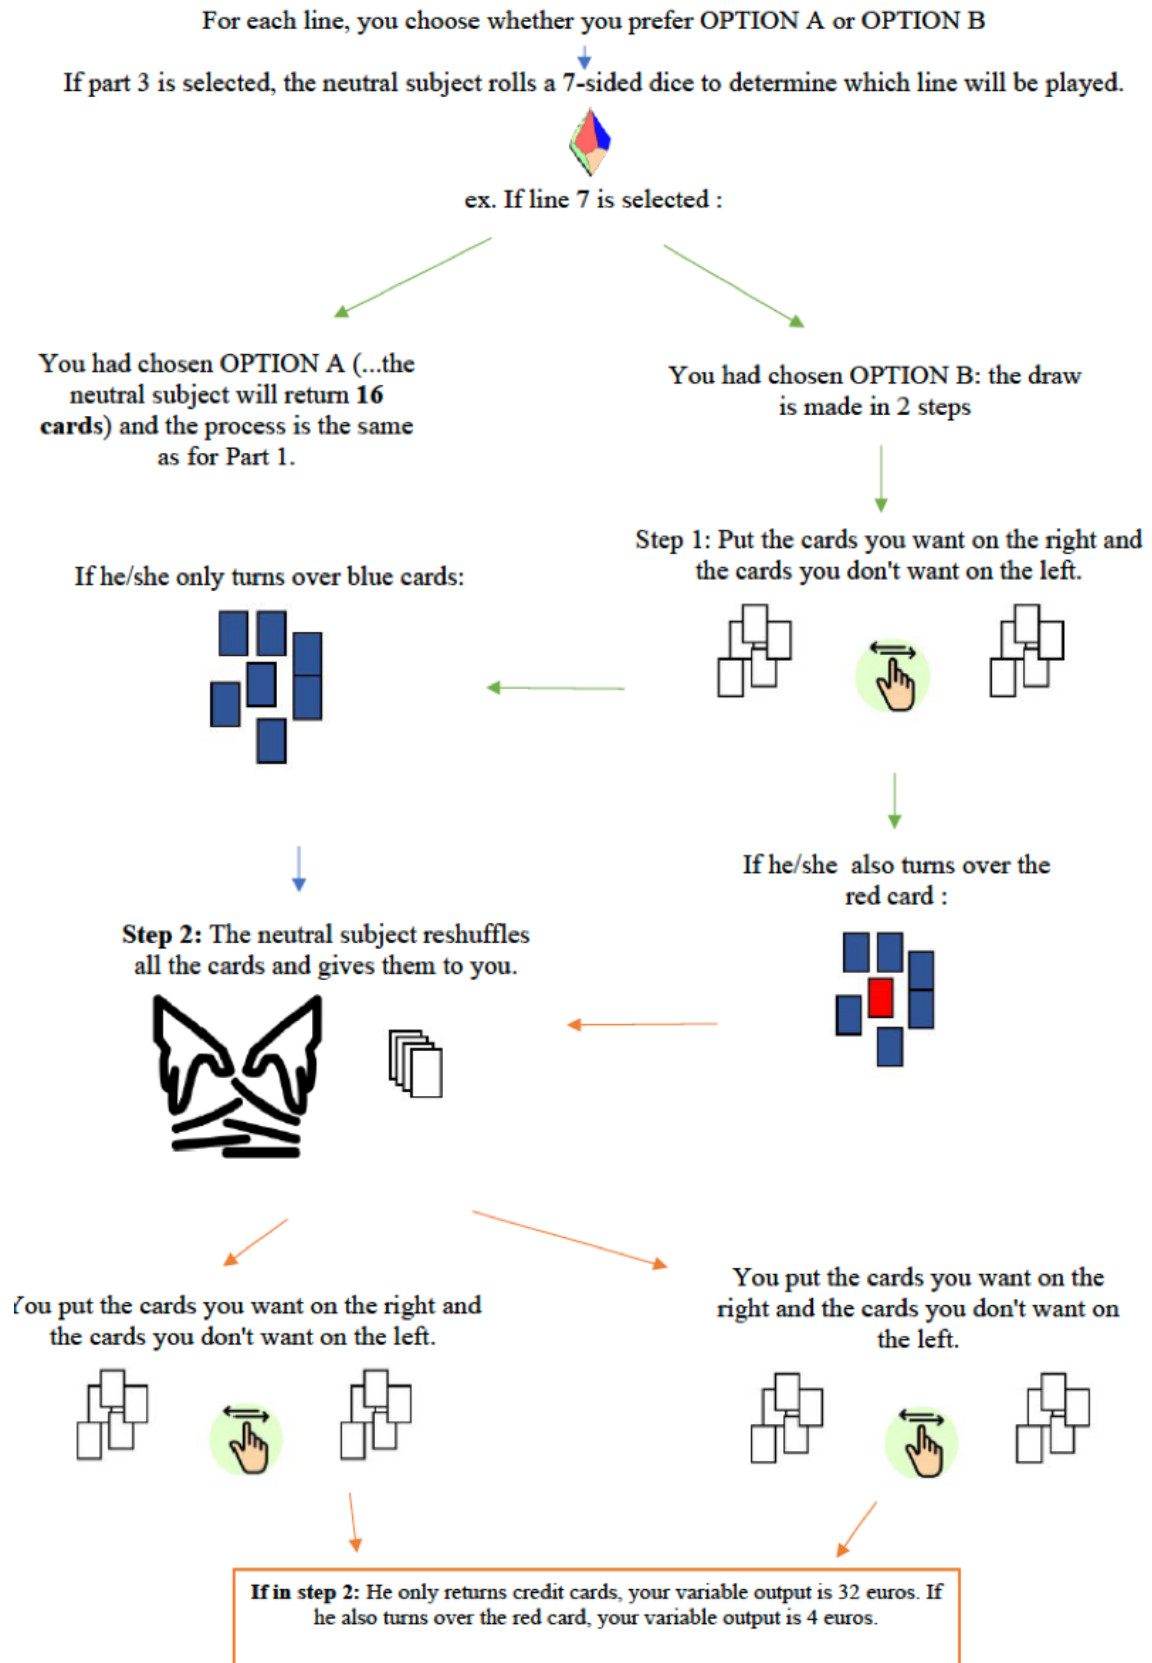 For each line, you choose whether you prefer OPTION A or OPTION B
If part 3 is selected, the neutral subject rolls a 7-sided dice to determine which line will be played.
ex. If line 7 is selected :
You had chosen OPTION A (...the
neutral subject will return 16
cards) and the process is the same
as for Part 1.
You had chosen OPTION B: the draw
is made in 2 steps
Step 1: Put the cards you want on the right and
the cards you don't want on the left.
If he/she only turns over blue cards:
If he/she also turns over the
red card :
Step 2: The neutral subject reshuffles
all the cards and gives them to you.
You put the cards you want on the right and
the cards you don't want on the left.
You put the cards you want on the
right and the cards you don't want on
the left.
If in step 2: He only returns credit cards, your variable output is 32 euros. If
he also turns over the red card, your variable output is 4 euros.